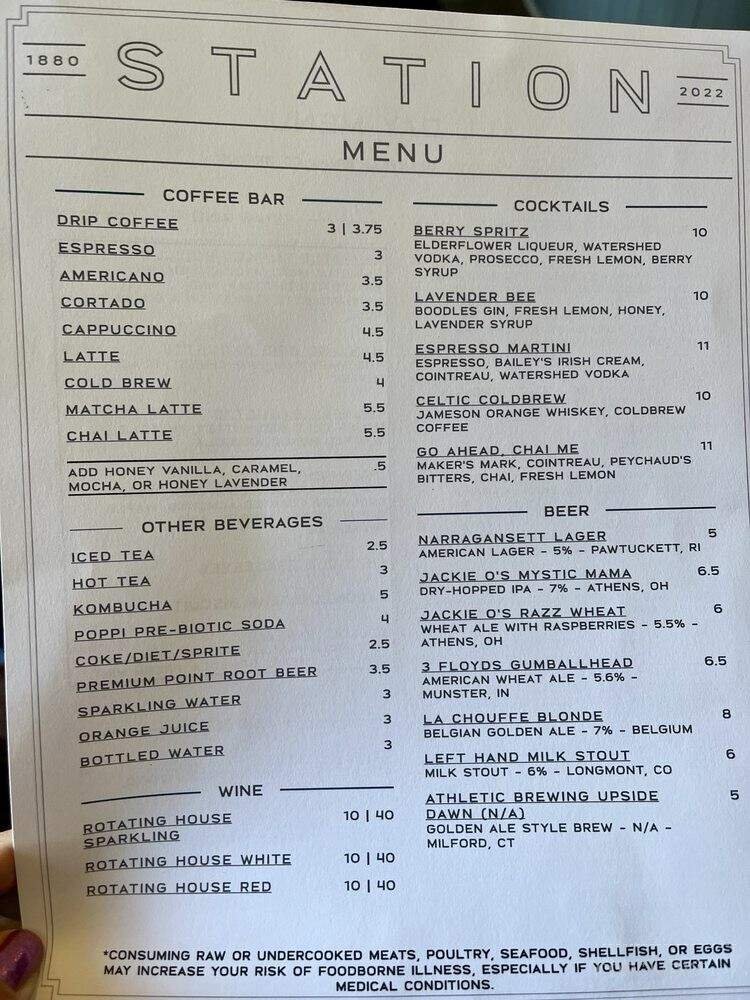 1880
STATION
2022
MENU
COFFEE BAR
DRIP COFFEE 3 | 3.75
ESPRESSO 3
AMERICANO 3.5
CORTADO 3.5
CAPPUCCINO 4.5
LATTE 4.5
COLD BREW 4
MATCHA LATTE 5.5
CHAI LATTE 5.5
ADD HONEY VANILLA, CARAMEL, .5
MOCHA, OR HONEY LAVENDER
OTHER BEVERAGES
ICED TEA 2.5
HOT TEA 3
KOMBUCHA 5
POPPI PRE-BIOTIC SODA 4
COKE/DIET/SPRITE 2.5
PREMIUM POINT ROOT BEER 3.5
SPARKLING WATER 3
ORANGE JUICE 3
BOTTLED WATER 3
WINE
ROTATING HOUSE 10 | 40
SPARKLING
ROTATING HOUSE WHITE 10 | 40
ROTATING HOUSE RED 10 | 40
COCKTAILS
BERRY SPRITZ 10
ELDERFLOWER LIQUEUR, WATERSHED
VODKA, PROSECCO, FRESH LEMON, BERRY
SYRUP
LAVENDER BEE 10
BOODLES GIN, FRESH LEMON, HONEY,
LAVENDER SYRUP
ESPRESSO MARTINI 11
ESPRESSO, BAILEY'S IRISH CREAM,
COINTREAU, WATERSHED VODKA
CELTIC COLDBREW 10
JAMESON ORANGE WHISKEY, COLDBREW
COFFEE
GO AHEAD, CHAI ME 11
MAKER'S MARK, COINTREAU, PEYCHAUD'S
BITTERS, CHAI, FRESH LEMON
BEER
NARRAGANSETT LAGER 5
AMERICAN LAGER - 5% - PAWTUCKETT, RI
JACKIE O'S MYSTIC MAMA 6.5
DRY-HOPPED IPA - 7% - ATHENS, OH
JACKIE O'S RAZZ WHEAT 6
WHEAT ALE WITH RASPBERRIES - 5.5% -
ATHENS, OH
3 FLOYDS GUMBALLHEAD 6.5
AMERICAN WHEAT ALE - 5.6% -
MUNSTER, IN
LA CHOUFFE BLONDE 8
BELGIAN GOLDEN ALE - 7% - BELGIUM
LEFT HAND MILK STOUT 6
MILK STOUT - 6% - LONGMONT, CO
ATHLETIC BREWING UPSIDE 5
DAWN (N/A)
GOLDEN ALE STYLE BREW - N/A -
MILFORD, CT
*CONSUMING RAW OR UNDERCOOKED MEATS, POULTRY, SEAFOOD, SHELLFISH, OR EGGS
MAY INCREASE YOUR RISK OF FOODBORNE ILLNESS, ESPECIALLY IF YOU HAVE CERTAIN
MEDICAL CONDITIONS.